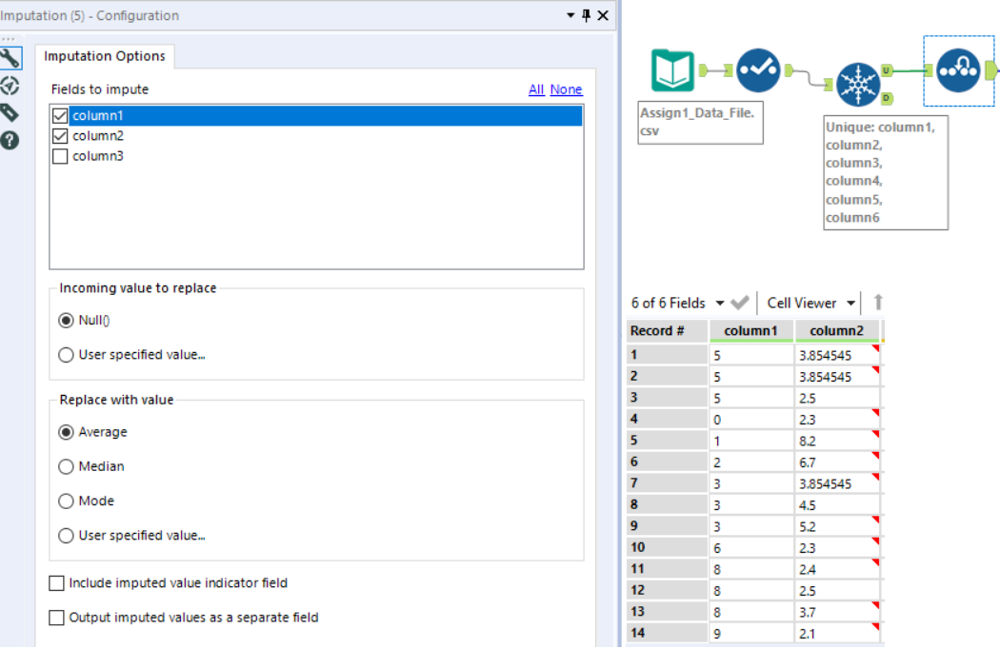 Imputation (5) - Configuration
Imputation Options
Fields to impute
All None
column1
column2
column3
Incoming value to replace
Null()
User specified value...
Replace with value
Average
Median
Mode
User specified value...
Include imputed value indicator field
Output imputed values as a separate field
U
D
Assign1_Data_File.
csv
Unique: column1,
column2,
column3,
column4,
column5,
column6
6 of 6 Fields Cell Viewer
Record # column1 column2
1 5 3.854545
2 5 3.854545
3 5 2.5
4 0 2.3
5 1 8.2
6 2 6.7
7 3 3.854545
8 3 4.5
9 3 5.2
10 6 2.3
11 8 2.4
12 8 2.5
13 8 3.7
14 9 2.1